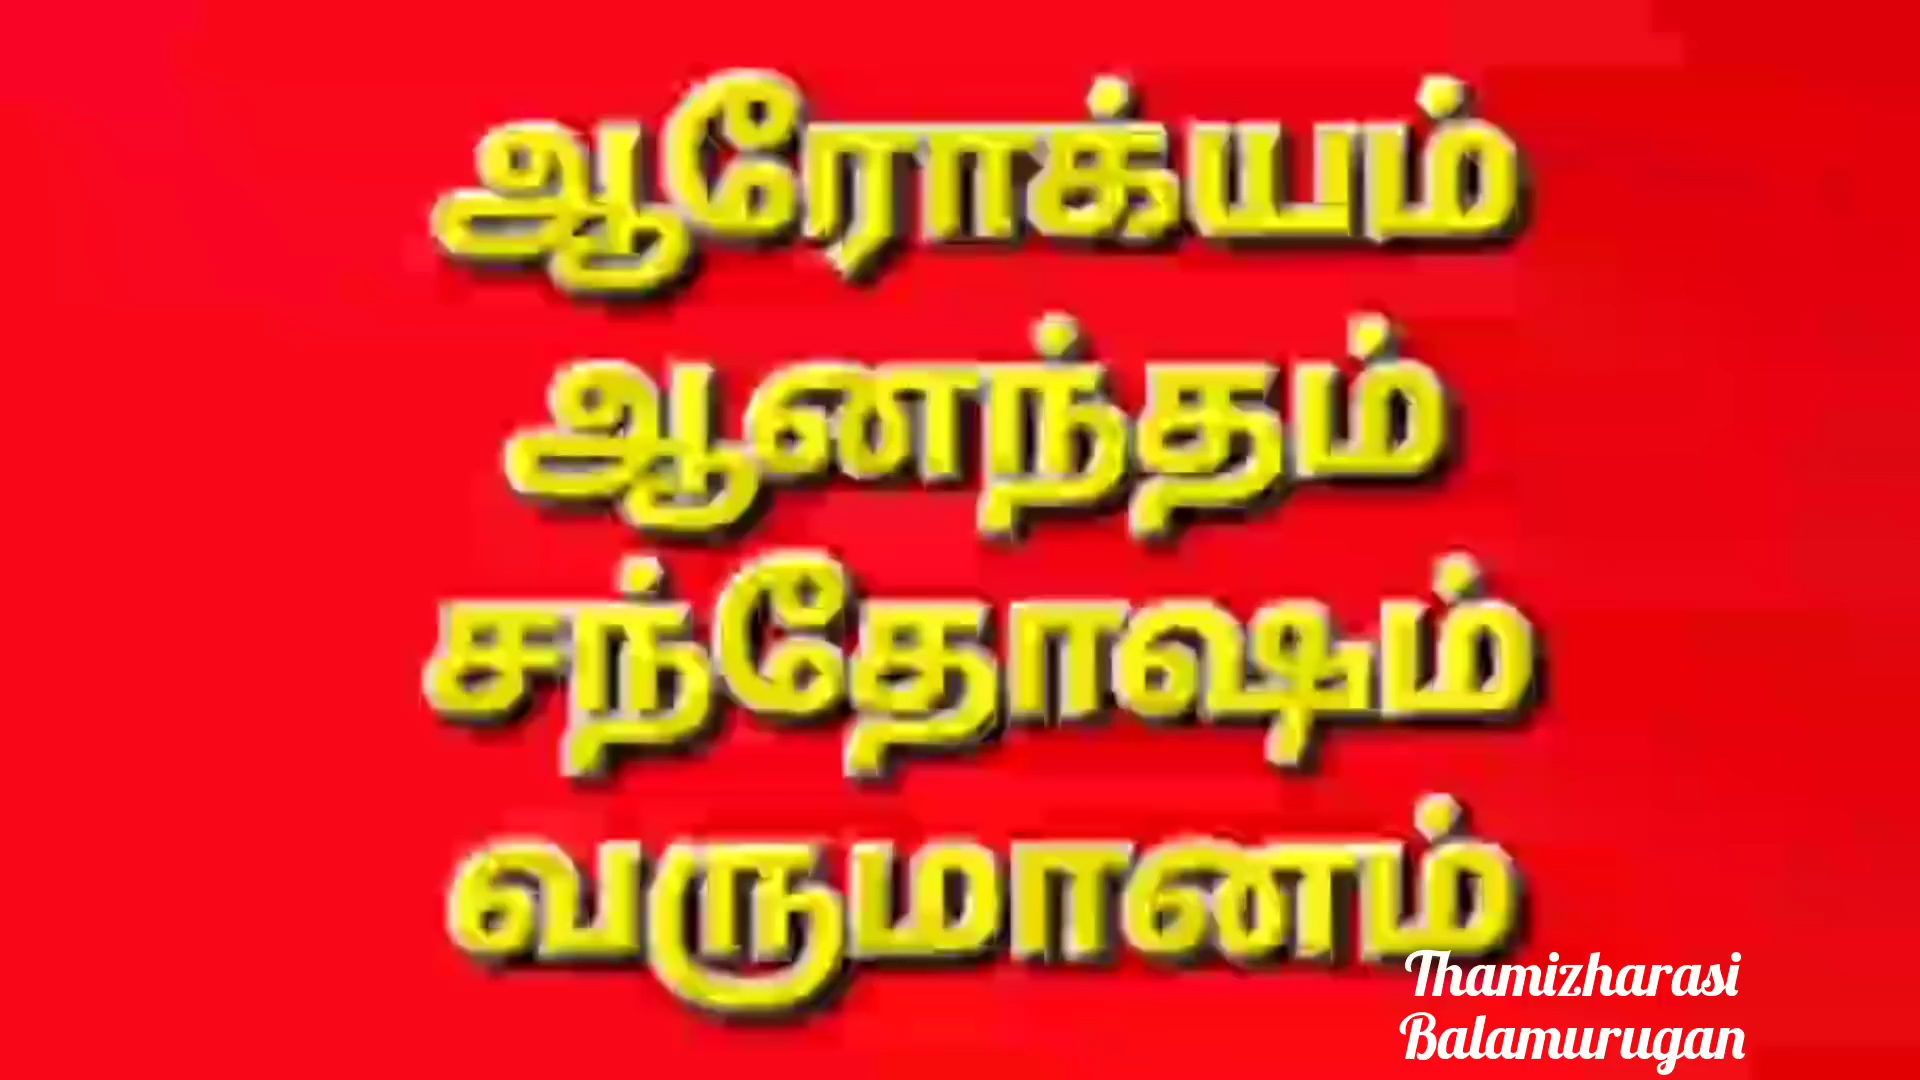 ஆரோக்யம்
ஆனந்தம்
சந்தோஷம்
வருமானம்
Thamizharasi
Balamurugan